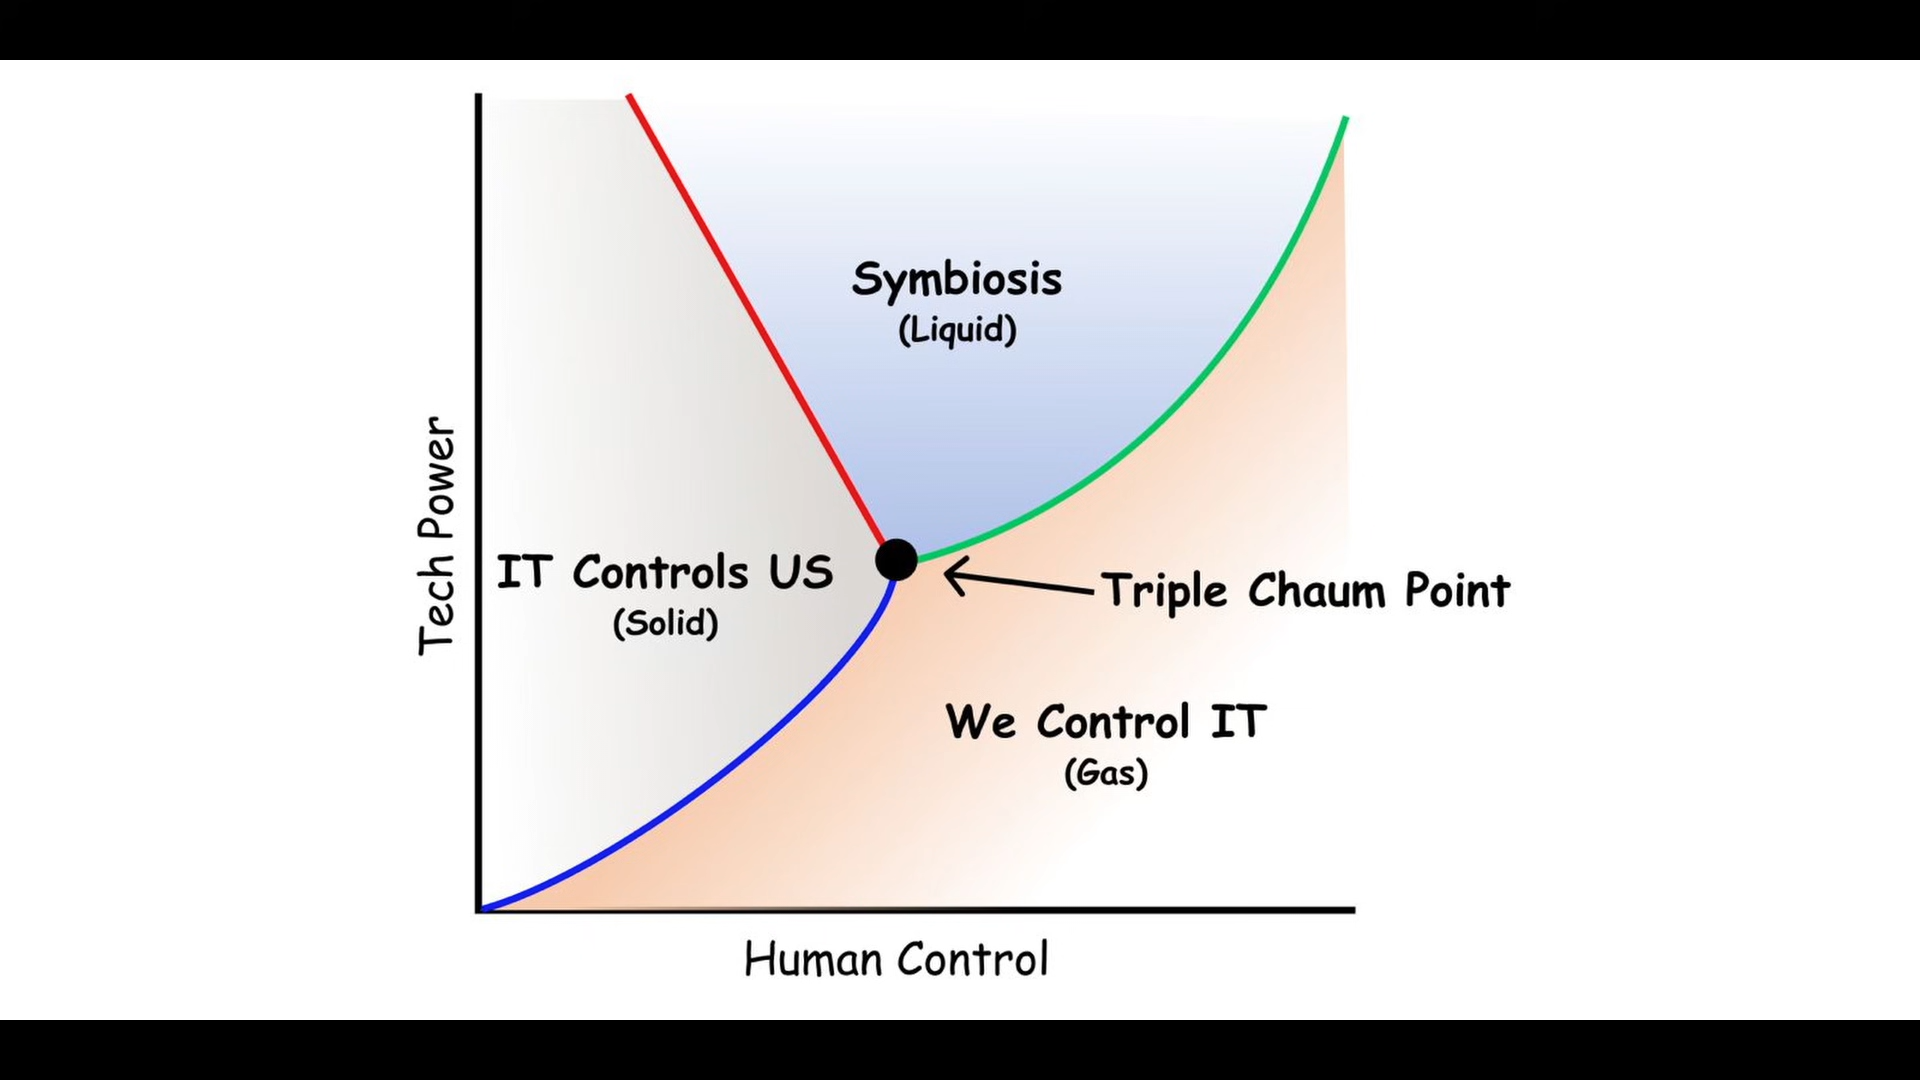 Symbiosis
(Liquid)
Tech Power
IT Controls US
(Solid)
Triple Chaum Point
We Control IT
(Gas)
Human Control